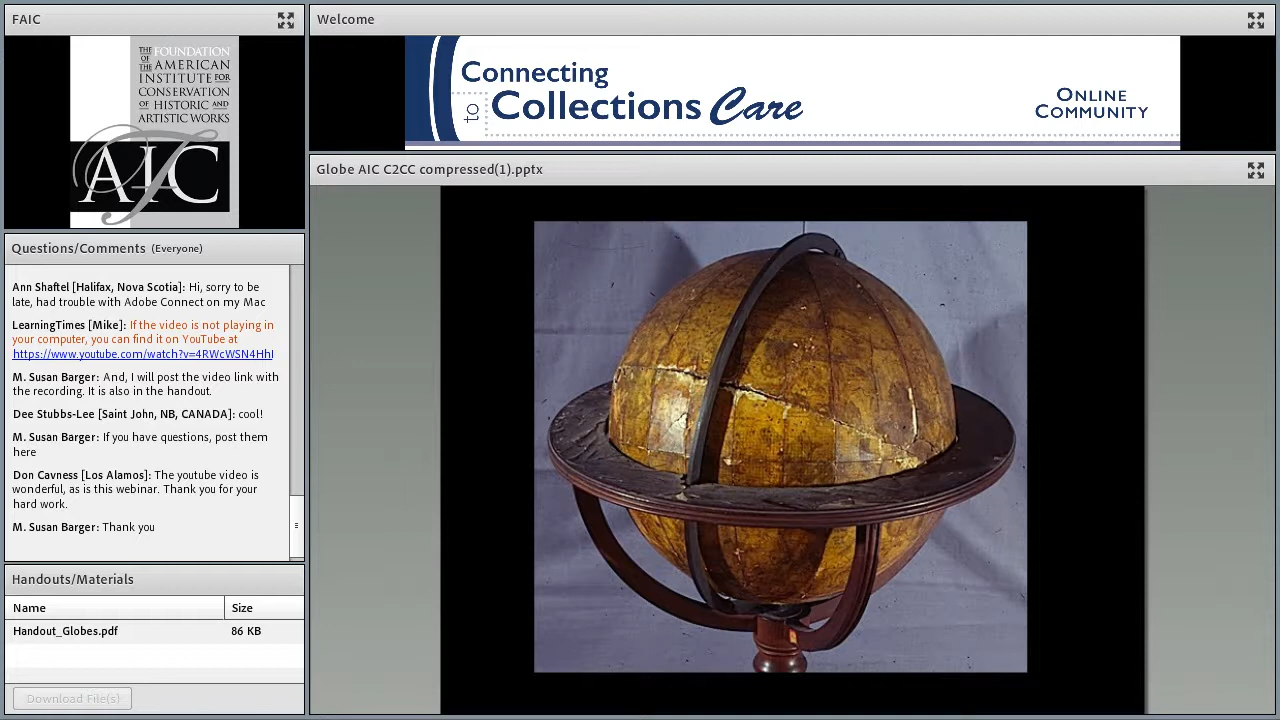 FAIC
THE FOUNDATION
OF THE AMERICAN
INSTITUTE FOR
CONSERVATION
OF HISTORIC AND
ARTISTIC WORKS
FAIC
Welcome
Connecting
to Collections Care
ONLINE
COMMUNITY
Questions/Comments (Everyone)
Ann Shaftel [Halifax, Nova Scotia]: Hi, sorry to be
late, had trouble with Adobe Connect on my Mac
LearningTimes [Mike]: If the video is not playing in
your computer, you can find it on YouTube at
https://www.youtube.com/watch?v=4RWcWSN4HhI
M. Susan Barger: And, I will post the video link with
the recording. It is also in the handout.
Dee Stubbs-Lee [Saint John, NB, CANADA]: cool!
M. Susan Barger: If you have questions, post them
here
Don Cavness [Los Alamos]: The youtube video is
wonderful, as is this webinar. Thank you for your
hard work.
M. Susan Barger: Thank you
Handouts/Materials
Name Size
Handout_Globes.pdf 86 KB
Download File(s)
Globe AIC C2CC compressed(1).pptx